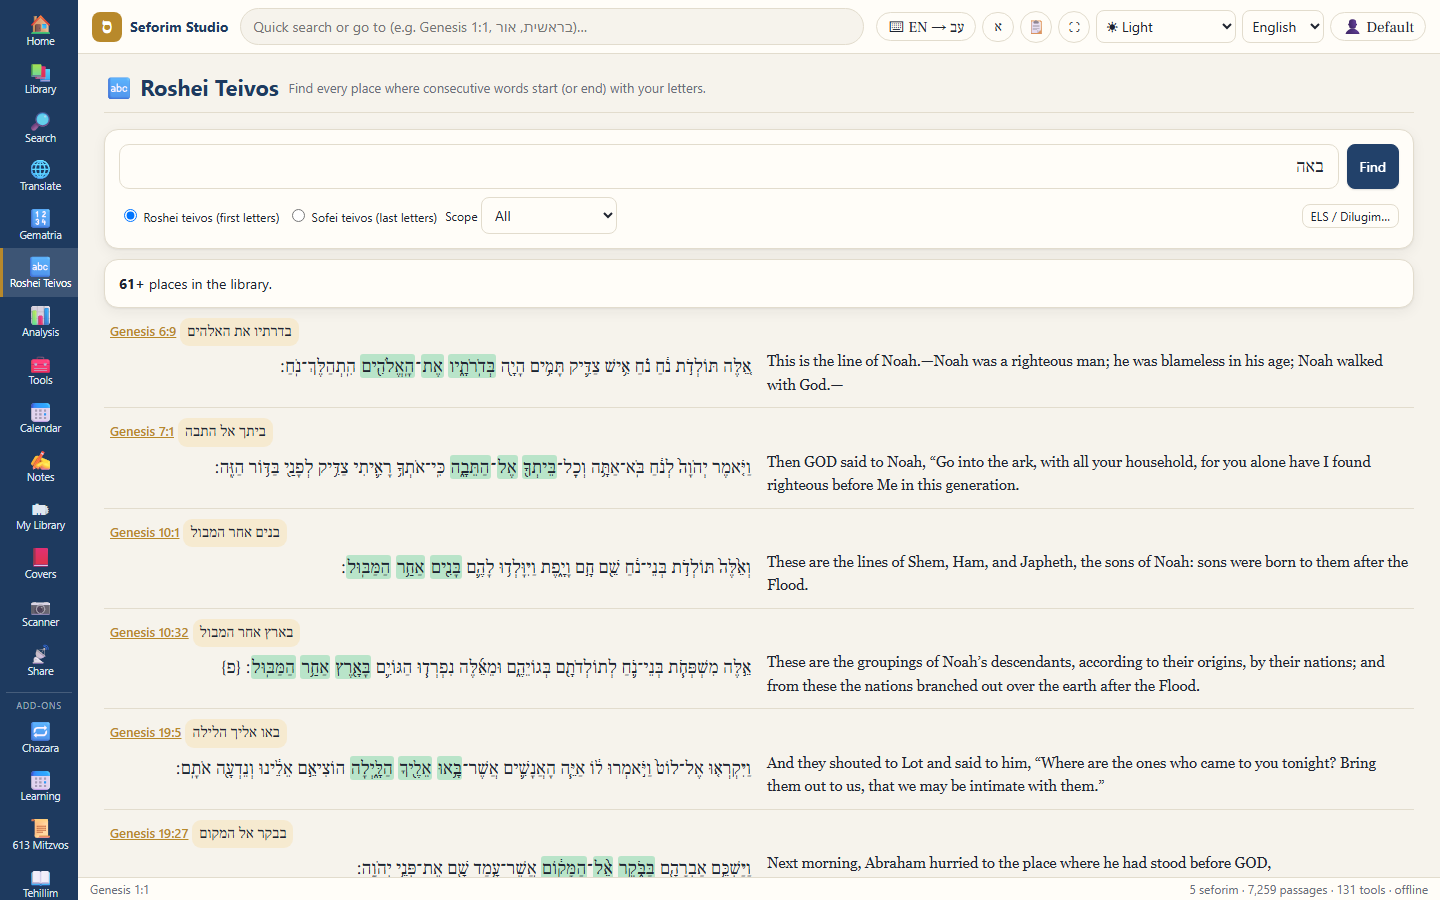 Home
Library
Search
Translate
Gematria
Roshei Teivos
Analysis
Tools
Calendar
Notes
My Library
Covers
Scanner
Share
ADD-ONS
Chazara
Learning
613 Mitzvos
Tehillim
ס Seforim Studio
Quick search or go to (e.g. Genesis 1:1, בראשית, אור)...
EN → עב
א
Light
English
Default
abc Roshei Teivos Find every place where consecutive words start (or end) with your letters.
באה
Find
Roshei teivos (first letters) Sofei teivos (last letters) Scope All
ELS / Dilugim...
61+ places in the library.
Genesis 6:9 בדרתיו את האלהים
אֵ֚לֶּה תּוֹלְדֹ֣ת נֹ֔חַ נֹ֗חַ אִ֥ישׁ צַדִּ֛יק תָּמִ֥ים הָיָ֖ה בְּדֹֽרֹתָ֑יו אֶת־הָֽאֱלֹהִ֖ים הִֽתְהַלֶּךְ־נֹֽחַ׃
This is the line of Noah.—Noah was a righteous man; he was blameless in his age; Noah walked
with God.—
Genesis 7:1 ביתך אל התבה
וַיֹּ֤אמֶר יְהֹוָה֙ לְנֹ֔חַ בֹּֽא־אַתָּ֥ה וְכׇל־בֵּיתְךָ֖ אֶל־הַתֵּבָ֑ה כִּֽי־אֹתְךָ֥ רָאִ֛יתִי צַדִּ֥יק לְפָנַ֖י בַּדּ֥וֹר הַזֶּֽה׃
Then GOD said to Noah, “Go into the ark, with all your household, for you alone have I found
righteous before Me in this generation.
Genesis 10:1 בנים אחר המבול
וְאֵ֙לֶּה֙ תּוֹלְדֹ֣ת בְּנֵי־נֹ֔חַ שֵׁ֖ם חָ֣ם וָיָ֑פֶת וַיִּוָּלְד֥וּ לָהֶ֛ם בָּנִ֖ים אַחַ֥ר הַמַּבּֽוּל׃
These are the lines of Shem, Ham, and Japheth, the sons of Noah: sons were born to them after the
Flood.
Genesis 10:32 בארץ אחר המבול
אֵ֣לֶּה מִשְׁפְּחֹ֧ת בְּנֵי־נֹ֛חַ לְתוֹלְדֹתָ֖ם בְּגוֹיֵהֶ֑ם וּמֵאֵ֜לֶּה נִפְרְד֧וּ הַגּוֹיִ֛ם בָּאָ֖רֶץ אַחַ֥ר הַמַּבּֽוּל׃ {פ}
These are the groupings of Noah’s descendants, according to their origins, by their nations; and
from these the nations branched out over the earth after the Flood.
Genesis 19:5 באו אליך הלילה
וַיִּקְרְא֤וּ אֶל־לוֹט֙ וַיֹּ֣אמְרוּ ל֔וֹ אַיֵּ֧ה הָאֲנָשִׁ֛ים אֲשֶׁר־בָּ֥אוּ אֵלֶ֖יךָ הַלָּ֑יְלָה הוֹצִיאֵ֣ם אֵלֵ֔ינוּ וְנֵדְעָ֖ה אֹתָֽם׃
And they shouted to Lot and said to him, “Where are the ones who came to you tonight? Bring
them out to us, that we may be intimate with them.”
Genesis 19:27 בבקר אל המקום
וַיַּשְׁכֵּ֥ם אַבְרָהָ֖ם בַּבֹּ֑קֶר אֶ֨ל־הַמָּק֔וֹם אֲשֶׁר־עָ֥מַד שָׁ֖ם אֶת־פְּנֵ֥י יְהֹוָֽה׃
Next morning, Abraham hurried to the place where he had stood before GOD,
Genesis 1:1
5 seforim · 7,259 passages · 131 tools · offline